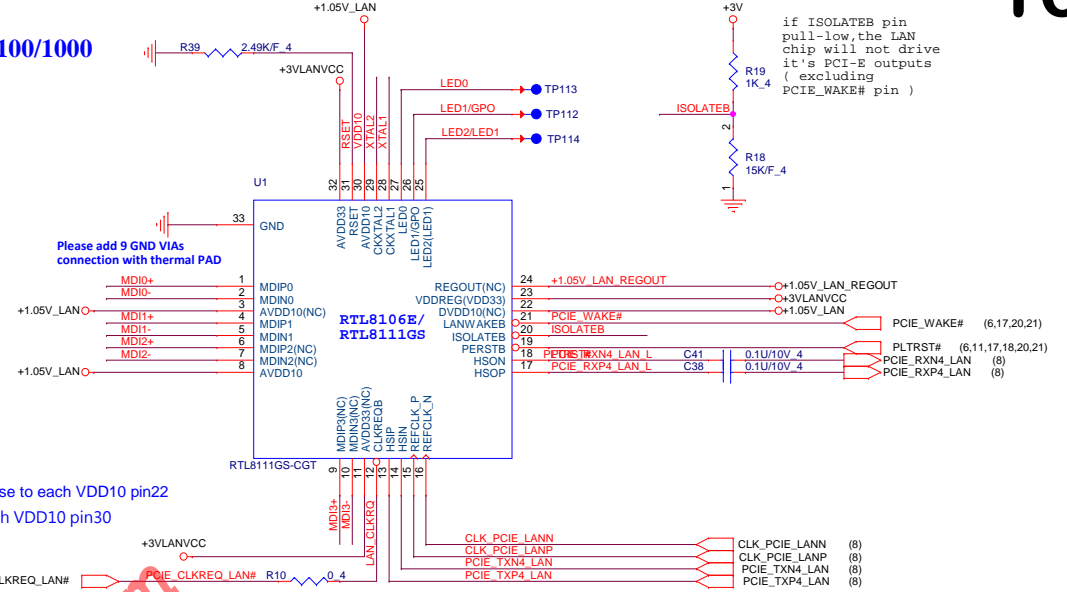 +1.05V_LAN
+3V
if ISOLATEB pin
pull-low,the LAN
chip will not drive
it's PCI-E outputs
( excluding
PCIE_WAKE# pin )
100/1000
R39
2.49K/F_4
+3VLANVCC
R19
1K_4
LED0
TP113
LED1/GPO
TP112
LED2/LED1
TP114
ISOLATEB
2
R18
15K/F_4
1
RSET
VDD10
XTAL2
XTAL1
U1
32
31
30
29
28
27
26
25
AVDD33
RSET
AVDD10
CKXTAL2
CKXTAL1
LED0
LED1/GPO
LED2(LED1)
33
GND
Please add 9 GND VIAs
connection with thermal PAD
MDI0+ 1 MDIP0
MDI0- 2 MDIN0
+1.05V_LAN 3 AVDD10(NC)
MDI1+ 4 MDIP1
MDI1- 5 MDIN1
MDI2+ 6 MDIP2(NC)
MDI2- 7 MDIN2(NC)
+1.05V_LAN 8 AVDD10
RTL8106E/
RTL8111GS
REGOUT(NC) 24 +1.05V_LAN_REGOUT +1.05V_LAN_REGOUT
VDDREG(VDD33) 23 +3VLANVCC
DVDD10(NC) 22 +1.05V_LAN
LANWAKEB 21 PCIE_WAKE# PCIE_WAKE# (6,17,20,21)
ISOLATEB 20 ISOLATEB
PERSTB 19 PLTRST# PLTRST# (6,11,17,18,20,21)
HSON 18 PCIE_RXN4_LAN_L C41 0.1U/10V_4 PCIE_RXN4_LAN (8)
HSOP 17 PCIE_RXP4_LAN_L C38 0.1U/10V_4 PCIE_RXP4_LAN (8)
MDIP3(NC)
MDIN3(NC)
AVDD33(NC)
CLKREQB
HSIP
HSIN
REFCLK_P
REFCLK_N
RTL8111GS-CGT
9
10
11
12
13
14
15
16
se to each VDD10 pin22
h VDD10 pin30
MDI3+
MDI3-
LAN_CLKRQ
+3VLANVCC
CLK_PCIE_LANN CLK_PCIE_LANN (8)
CLK_PCIE_LANP CLK_PCIE_LANP (8)
PCIE_TXN4_LAN PCIE_TXN4_LAN (8)
PCIE_TXP4_LAN PCIE_TXP4_LAN (8)
LKREQ_LAN# PCIE_CLKREQ_LAN# R10 0_4